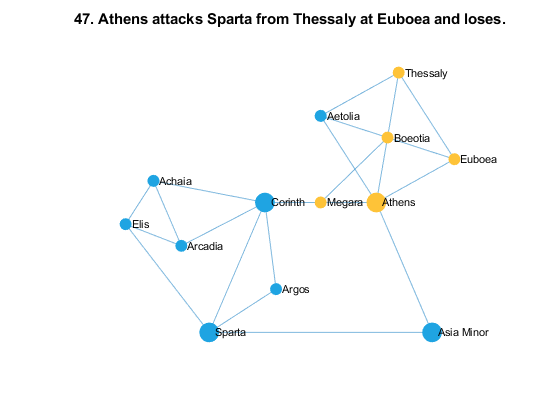 47. Athens attacks Sparta from Thessaly at Euboea and loses.
Thessaly
Aetolia
Boeotia
Euboea
Achaia
Corinth
Megara
Athens
Elis
Arcadia
Argos
Sparta
Asia Minor